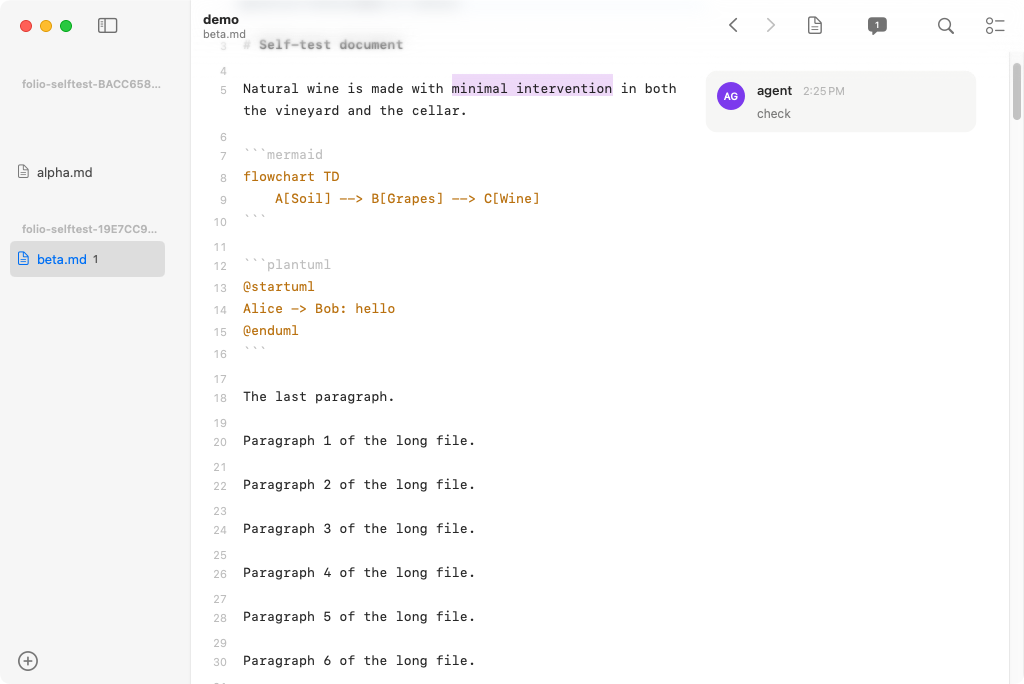 demo
beta.md
1
folio-selftest-BACC658...
alpha.md
folio-selftest-19E7CC9...
beta.md 1
3 # Self-test document
4
5 Natural wine is made with minimal intervention in both
the vineyard and the cellar.
6
7 ```mermaid
8 flowchart TD
9     A[Soil] --> B[Grapes] --> C[Wine]
10 ```
11
12 ```plantuml
13 @startuml
14 Alice -> Bob: hello
15 @enduml
16 ```
17
18 The last paragraph.
19
20 Paragraph 1 of the long file.
21
22 Paragraph 2 of the long file.
23
24 Paragraph 3 of the long file.
25
26 Paragraph 4 of the long file.
27
28 Paragraph 5 of the long file.
29
30 Paragraph 6 of the long file.
AG
agent 2:25 PM
check